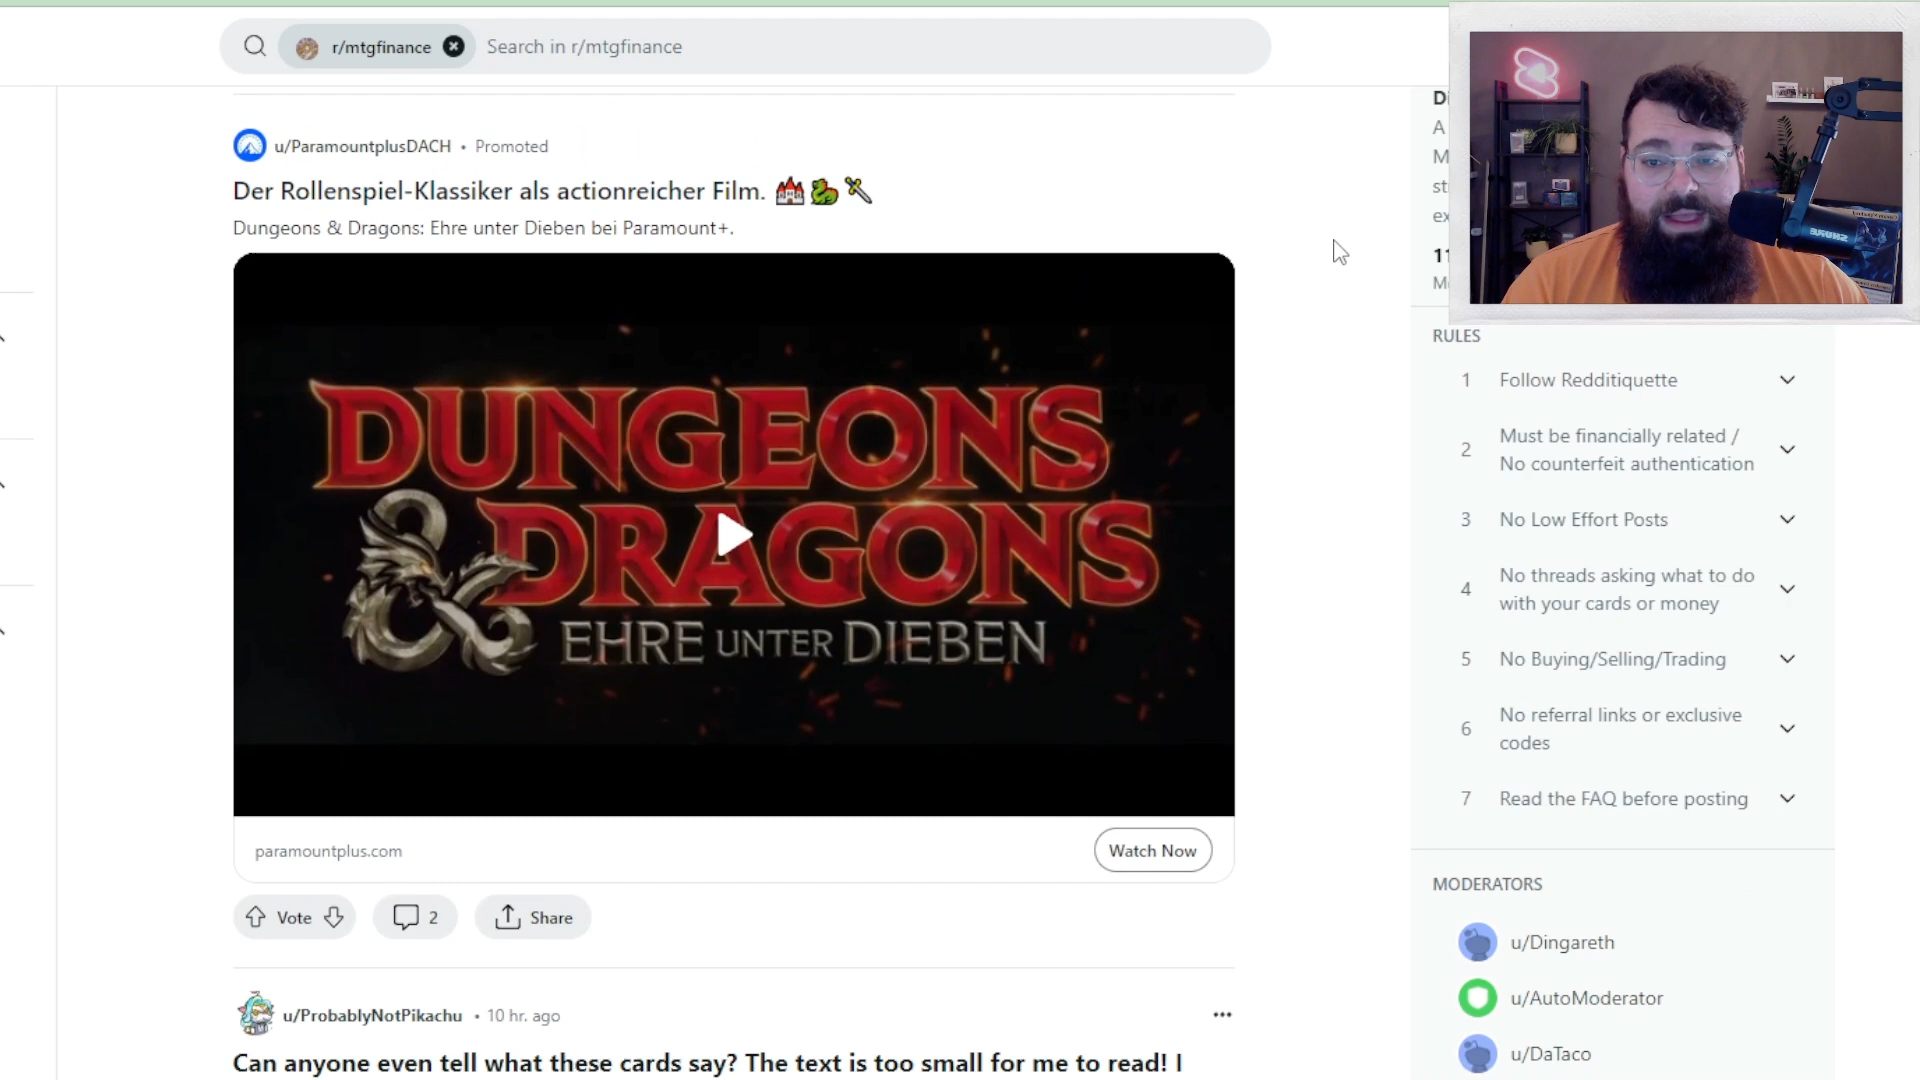 r/mtgfinance
Search in r/mtgfinance
u/ParamountplusDACH • Promoted
Der Rollenspiel-Klassiker als actionreicher Film. 🏰🐉🗡️
Dungeons & Dragons: Ehre unter Dieben bei Paramount+.
DUNGEONS
& DRAGONS
EHRE UNTER DIEBEN
paramountplus.com
Watch Now
Vote
2
Share
u/ProbablyNotPikachu • 10 hr. ago
Can anyone even tell what these cards say? The text is too small for me to read! I
Di
A
M
st
ex
11
M
SHURE
RULES
1 Follow Redditiquette
2 Must be financially related /
No counterfeit authentication
3 No Low Effort Posts
4 No threads asking what to do
with your cards or money
5 No Buying/Selling/Trading
6 No referral links or exclusive
codes
7 Read the FAQ before posting
MODERATORS
u/Dingareth
u/AutoModerator
u/DaTaco